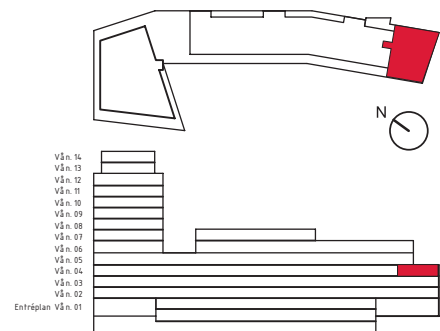 N
Vån. 14
Vån. 13
Vån. 12
Vån. 11
Vån. 10
Vån. 09
Vån. 08
Vån. 07
Vån. 06
Vån. 05
Vån. 04
Vån. 03
Vån. 02
Entréplan Vån. 01